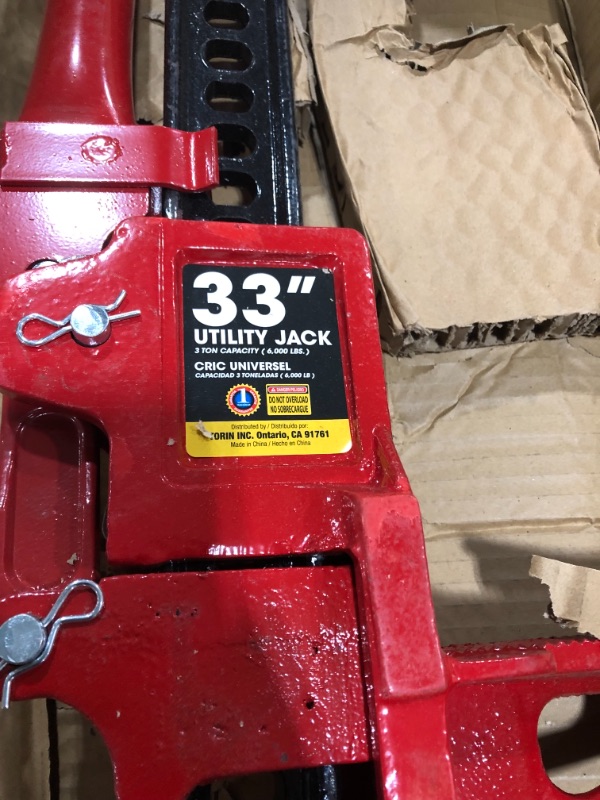 33"
UTILITY JACK
3 TON CAPACITY ( 6,000 LBS. )
CRIC UNIVERSEL
CAPACIDAD 3 TONELADAS ( 6,000 LB )
1
DO NOT OVERLOAD
NO SOBRECARGUE
Distributed by / Distribuido por:
TORIN INC. Ontario, CA 91761
Made in China / Hecho en China